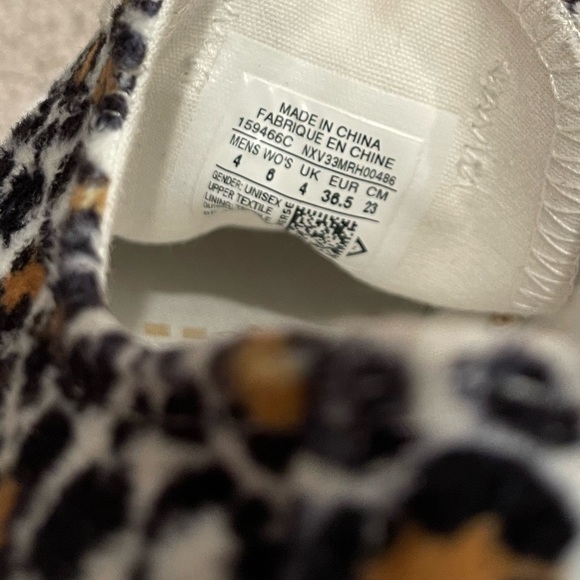 MADE IN CHINA
FABRIQUE EN CHINE
159466C NXV33MRH00486
MENS WO'S UK EUR CM
4 6 4 36.5 23
GENDER: UNISEX
UPPER TEXTILE